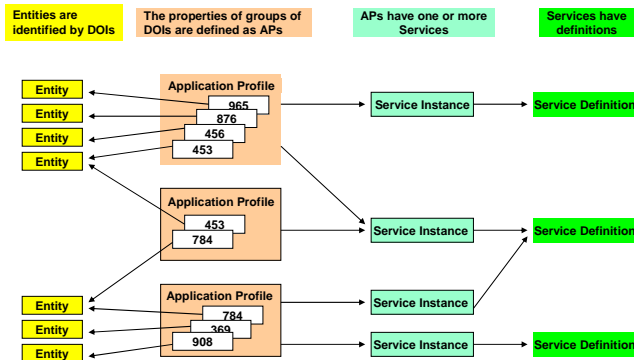 Entities are
identified by DOIs
The properties of groups of
DOIs are defined as APs
APs have one or more
Services
Services have
definitions
Entity
Entity
Entity
Entity
Application Profile
965
876
456
453
Service Instance
Service Definition
Application Profile
453
784
Service Instance
Service Definition
Entity
Entity
Entity
Application Profile
784
369
908
Service Instance
Service Instance
Service Definition